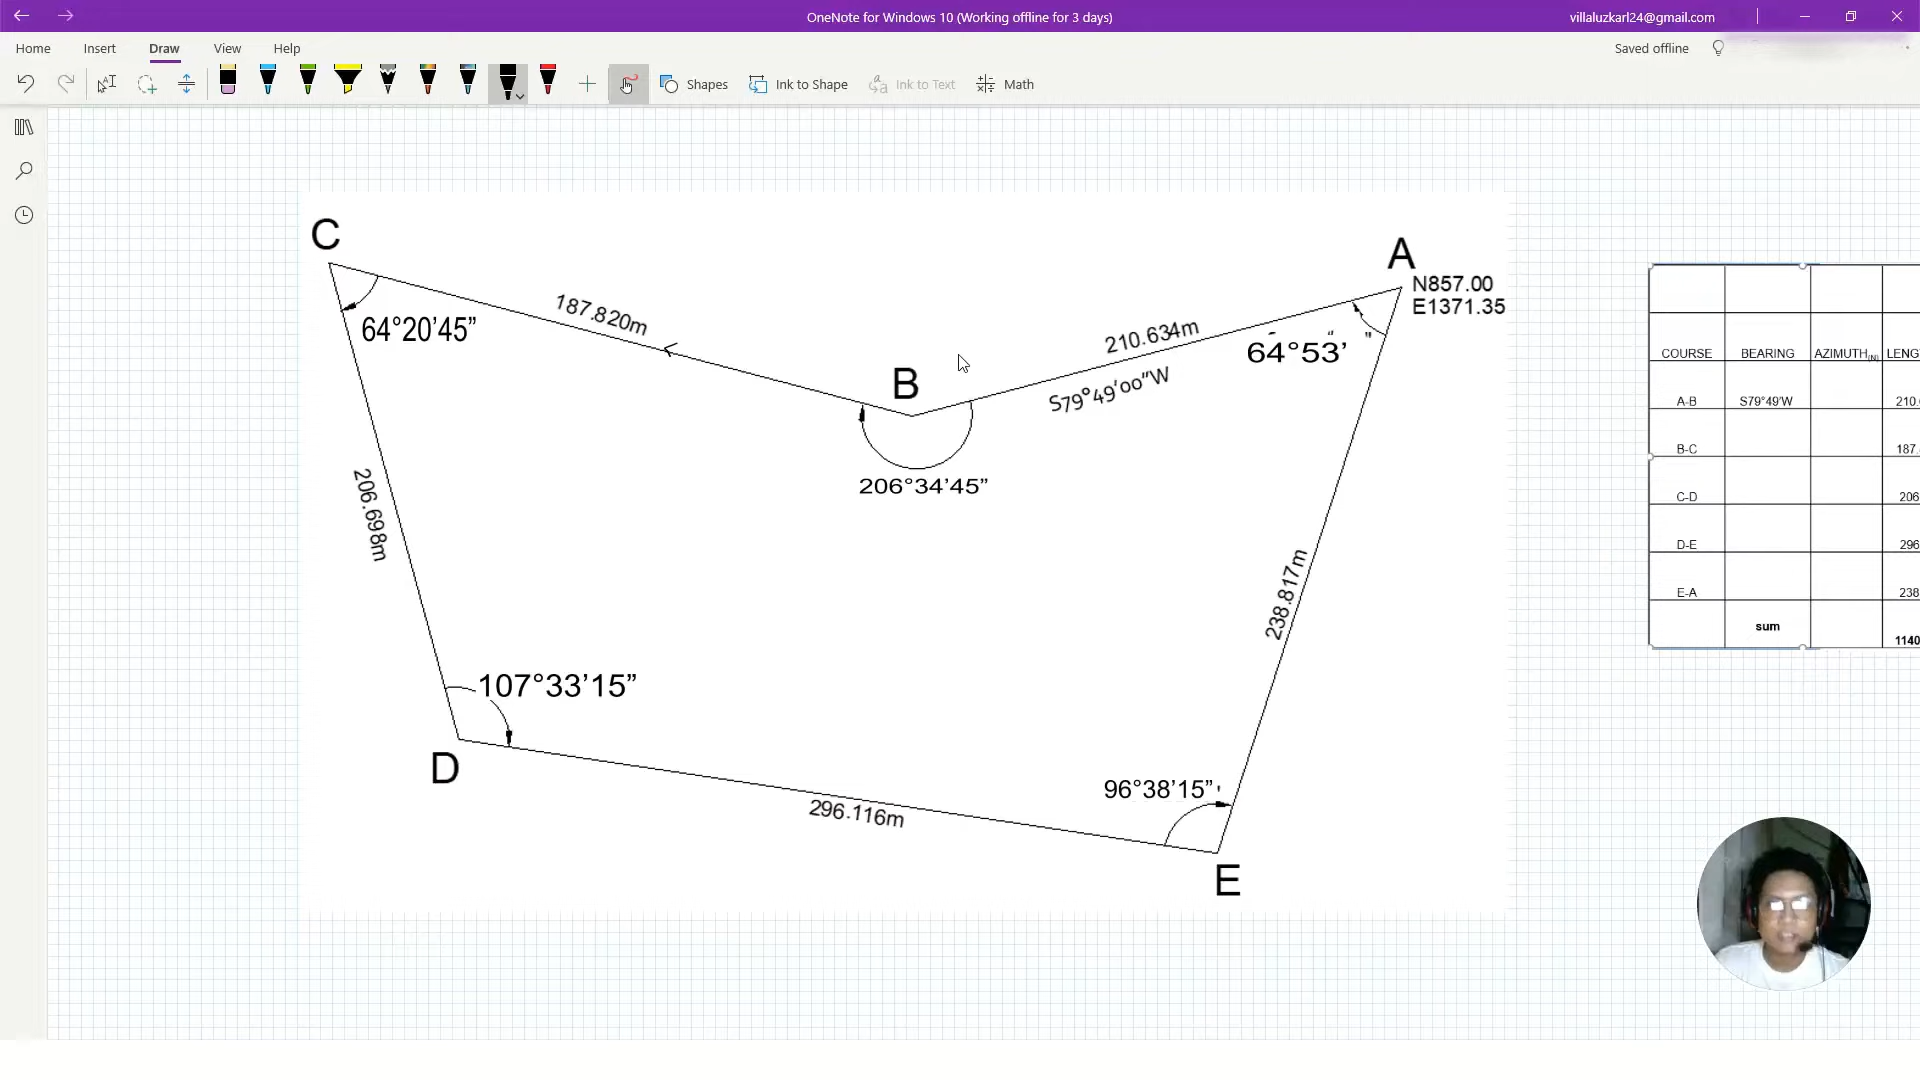 OneNote for Windows 10 (Working offline for 3 days)
villaluzkarl24@gmail.com
Home Insert Draw View Help
Saved offline
Shapes Ink to Shape Ink to Text Math
C
A
N857.00
E1371.35
187.820m
64°20'45"
210.634m
64°53'
B
S79°49'00"W
206°34'45"
206.698m
238.817m
107°33'15"
D
96°38'15"
296.116m
E
COURSE BEARING AZIMUTH(N) LENG
A-B S79°49'W 210.
B-C 187.
C-D 206
D-E 296
E-A 238
sum 1140